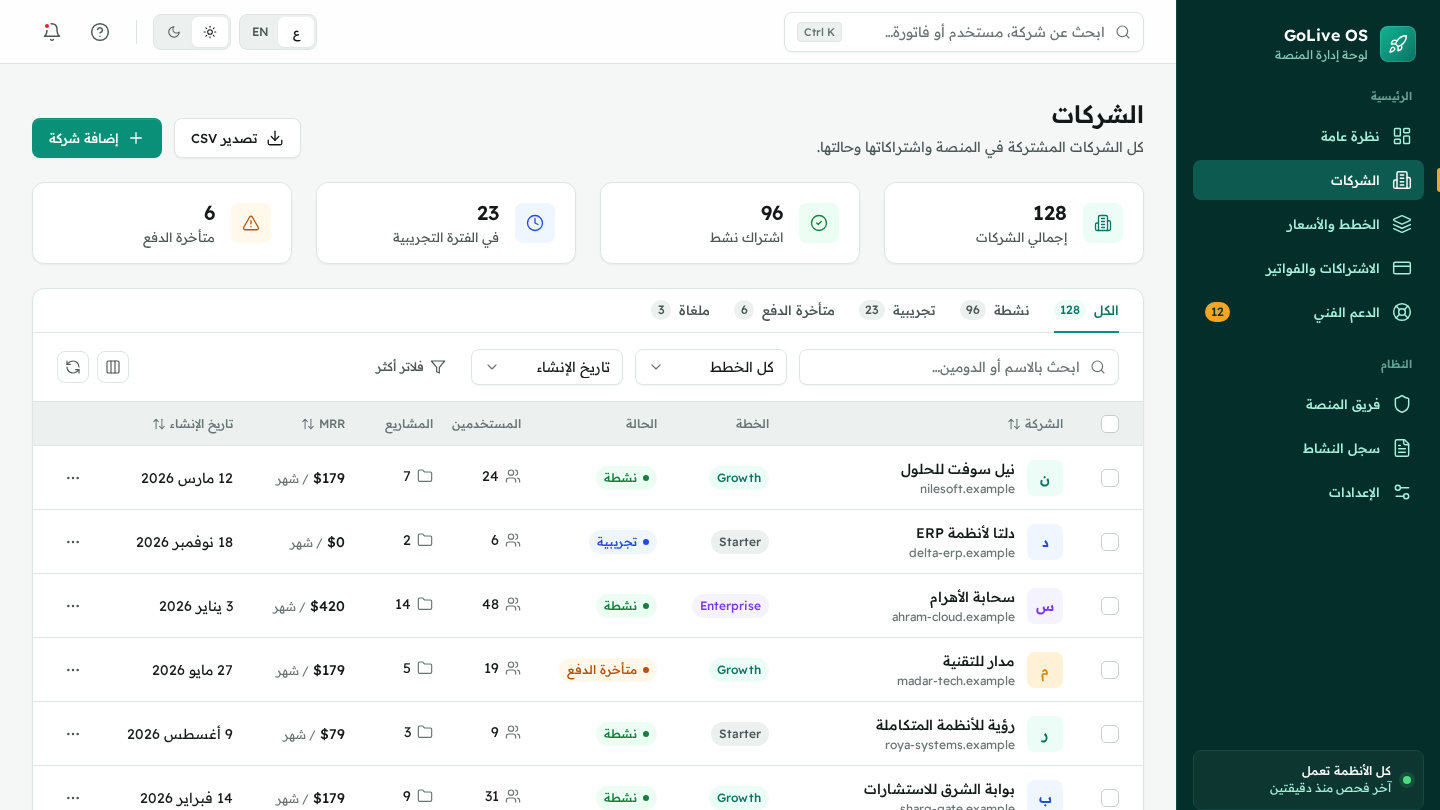 GoLive OS
لوحة إدارة المنصة
الرئيسية
نظرة عامة
الشركات
الخطط والأسعار
الاشتراكات والفواتير
الدعم الفني 12
النظام
فريق المنصة
سجل النشاط
الإعدادات
كل الأنظمة تعمل
آخر فحص منذ دقيقتين
ابحث عن شركة، مستخدم أو فاتورة... Ctrl K
ع EN
الشركات
كل الشركات المشتركة في المنصة واشتراكاتها وحالتها.
تصدير CSV
إضافة شركة
128
إجمالي الشركات
96
اشتراك نشط
23
في الفترة التجريبية
6
متأخرة الدفع
الكل 128 نشطة 96 تجريبية 23 متأخرة الدفع 6 ملغاة 3
ابحث بالاسم أو الدومين... كل الخطط تاريخ الإنشاء فلاتر أكثر
الشركة الخطة الحالة المستخدمين المشاريع MRR تاريخ الإنشاء
ن نيل سوفت للحلول Growth نشطة 24 7 $179 / شهر 12 مارس 2026
nilesoft.example
د دلتا لأنظمة ERP Starter تجريبية 6 2 $0 / شهر 18 نوفمبر 2026
delta-erp.example
س سحابة الأهرام Enterprise نشطة 48 14 $420 / شهر 3 يناير 2026
ahram-cloud.example
م مدار للتقنية Growth متأخرة الدفع 19 5 $179 / شهر 27 مايو 2026
madar-tech.example
ر رؤية للأنظمة المتكاملة Starter نشطة 9 3 $79 / شهر 9 أغسطس 2026
roya-systems.example
ب بوابة الشرق للاستشارات Growth نشطة 31 9 $179 / شهر 14 فبراير 2026
sharq-gate.example